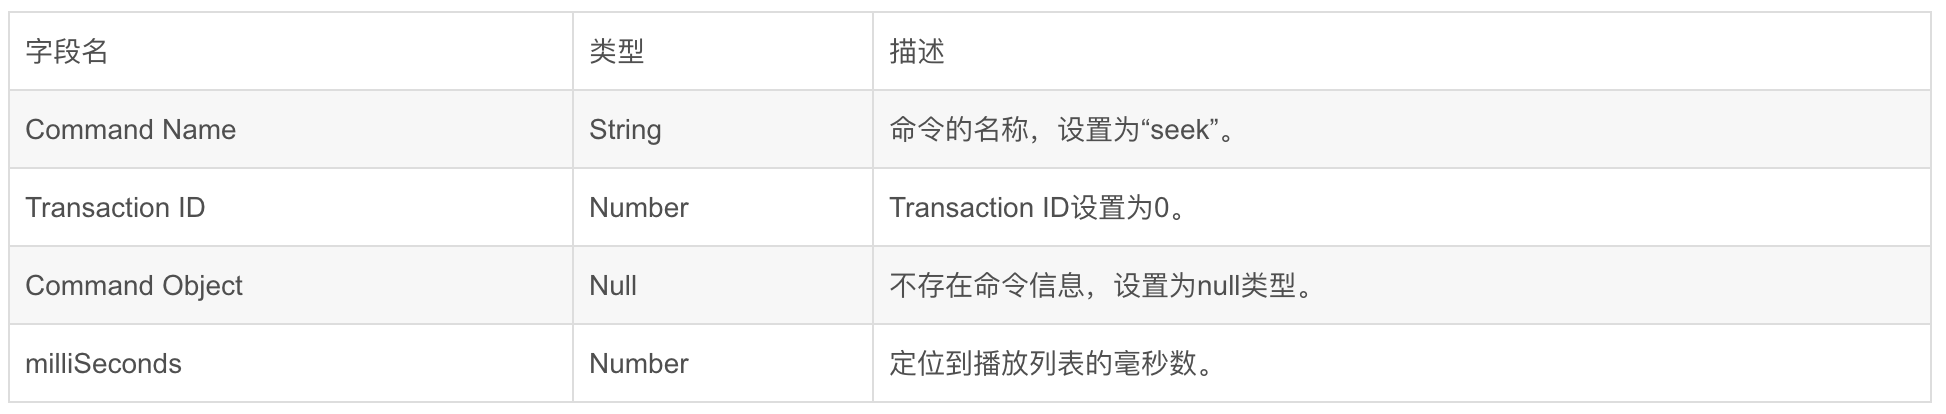 字段名 类型 描述
Command Name String 命令的名称，设置为“seek”。
Transaction ID Number Transaction ID设置为0。
Command Object Null 不存在命令信息，设置为null类型。
milliSeconds Number 定位到播放列表的毫秒数。